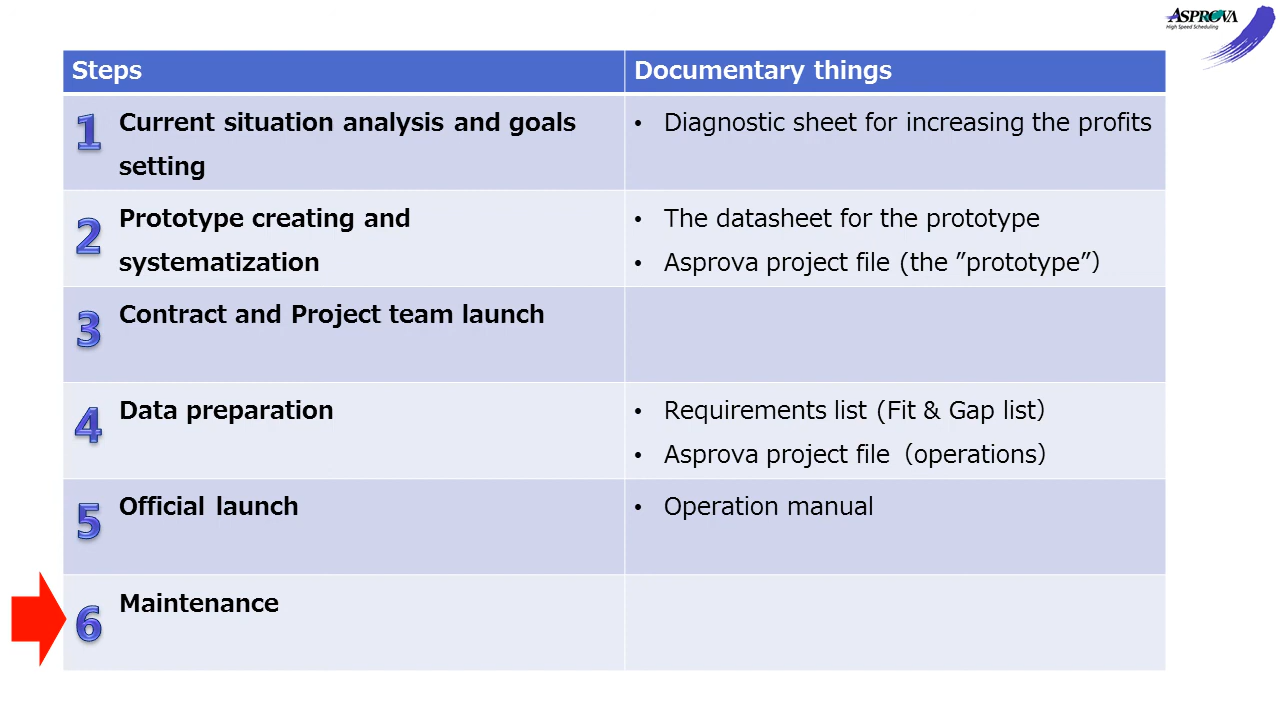 ASPROVA
High Speed Scheduling
Steps
Documentary things
1
Current situation analysis and goals
setting
• Diagnostic sheet for increasing the profits
2
Prototype creating and
systematization
• The datasheet for the prototype
• Asprova project file (the ”prototype”）
3
Contract and Project team launch
4
Data preparation
• Requirements list (Fit & Gap list）
• Asprova project file（operations）
5
Official launch
• Operation manual
6
Maintenance